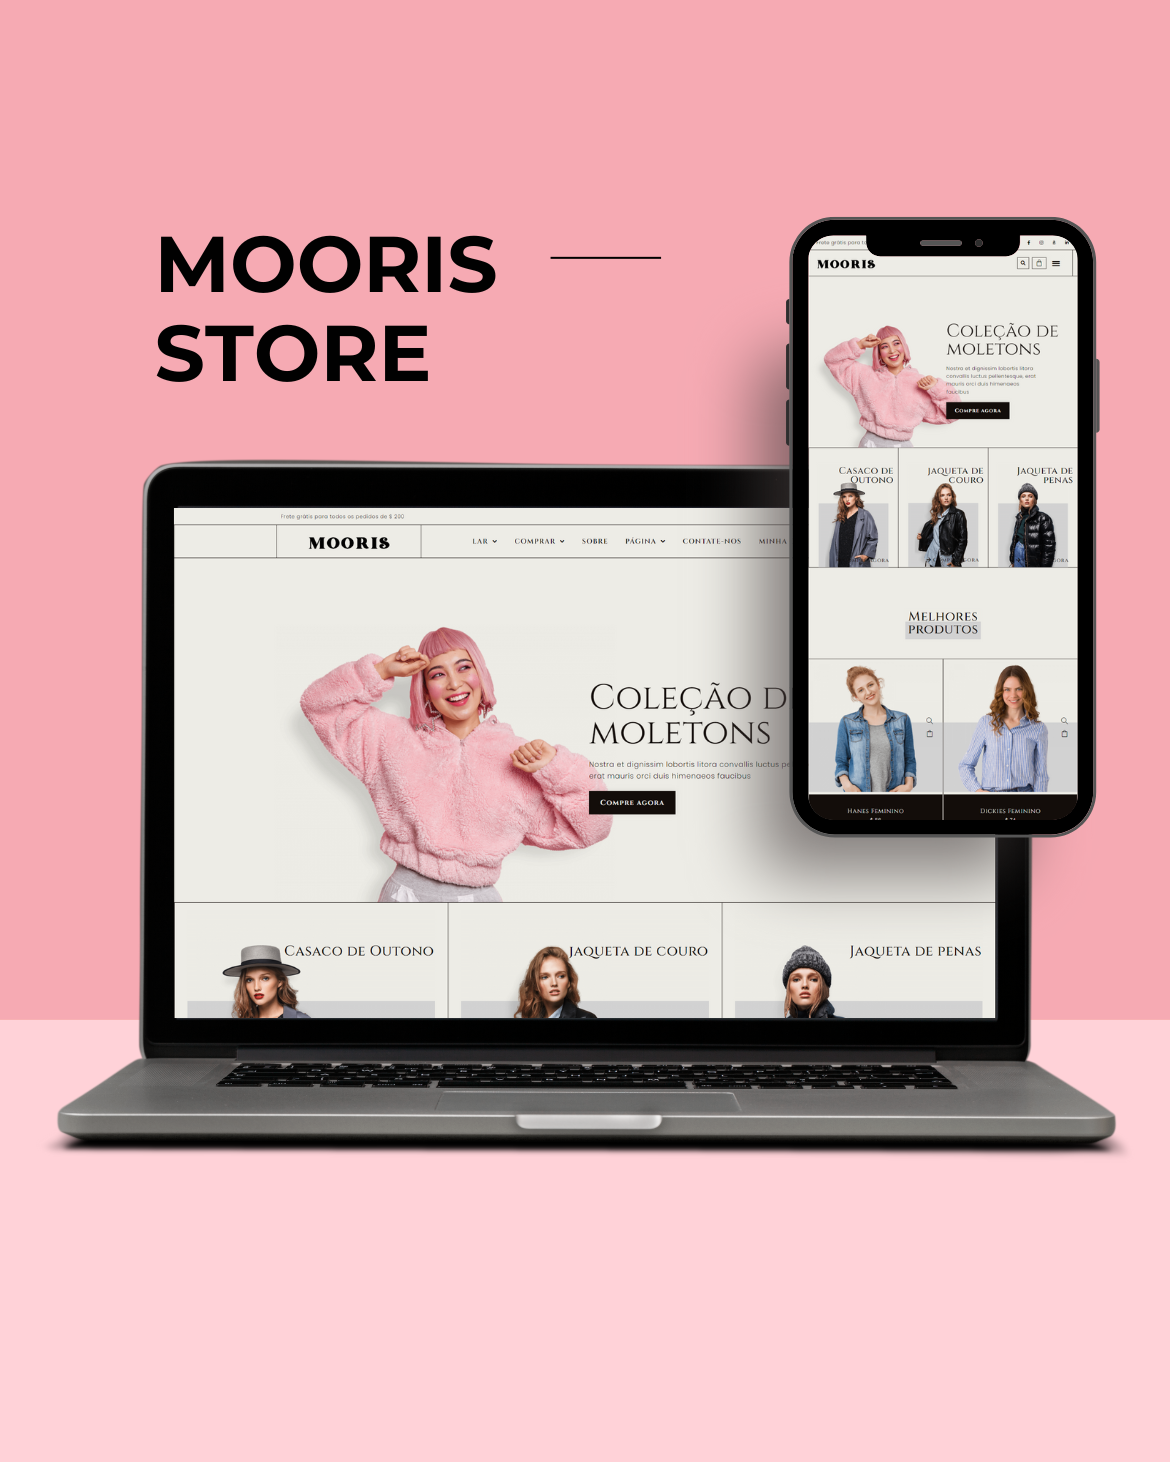 MOORIS
STORE
Frete grátis para todos os pedidos de $ 200
MOORIS
LAR
COMPRAR
SOBRE
PÁGINA
CONTATE-NOS
MINHA
COLEÇÃO D
MOLETONS
Nostra et dignissim lobortis litora convallis luctus pe
erat mauris orci duis himenaeos faucibus
COMPRE AGORA
CASACO DE OUTONO
JAQUETA DE COURO
JAQUETA DE PENAS
Frete grátis para to
MOORIS
COLEÇÃO DE
MOLETONS
Nostra et dignissim lobortis litora
convallis luctus pellentesque, erat
mauris orci duis himenaeos
faucibus
COMPRE AGORA
CASACO DE
OUTONO
JAQUETA DE
COURO
JAQUETA DE
PENAS
MELHORES
PRODUTOS
HANES FEMININO
DICKIES FEMININO